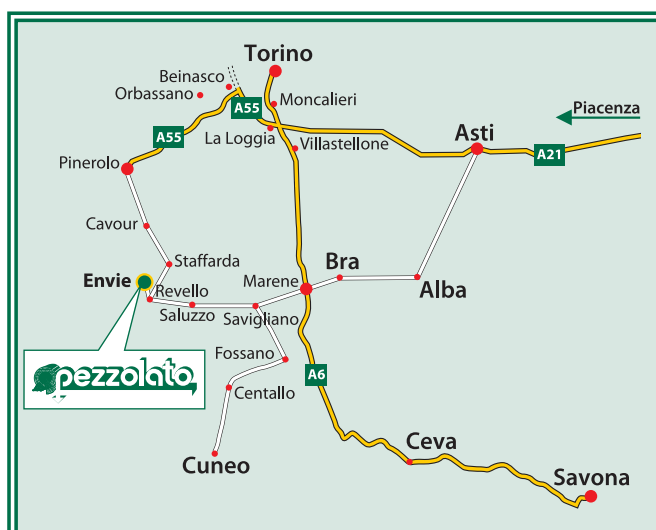 Torino
Beinasco
Orbassano
A55
Moncalieri
Piacenza
A55
La Loggia
Villastellone
Asti
A21
Pinerolo
Cavour
Staffarda
Envie
Revello
Saluzzo
Marene
Bra
Alba
Savigliano
pezzolato
Fossano
A6
Centallo
Cuneo
Ceva
Savona